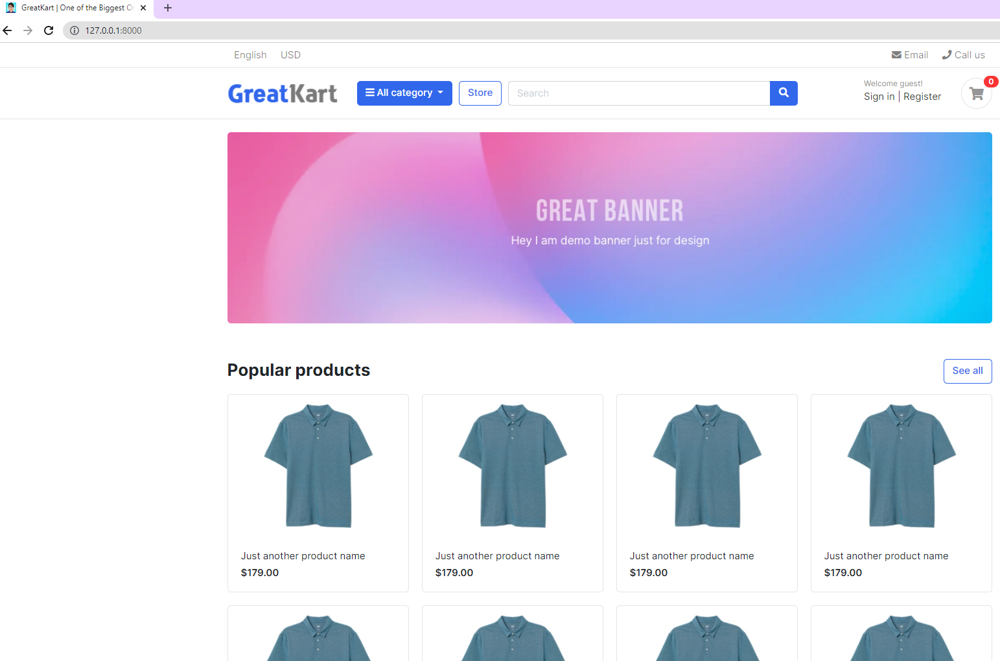 GreatKart | One of the Biggest O
127.0.0.1:8000
English USD Email Call us
GreatKart All category Store Search Welcome guest! 0
Sign in | Register
GREAT BANNER
Hey I am demo banner just for design
Popular products See all
Just another product name Just another product name Just another product name Just another product name
$179.00 $179.00 $179.00 $179.00